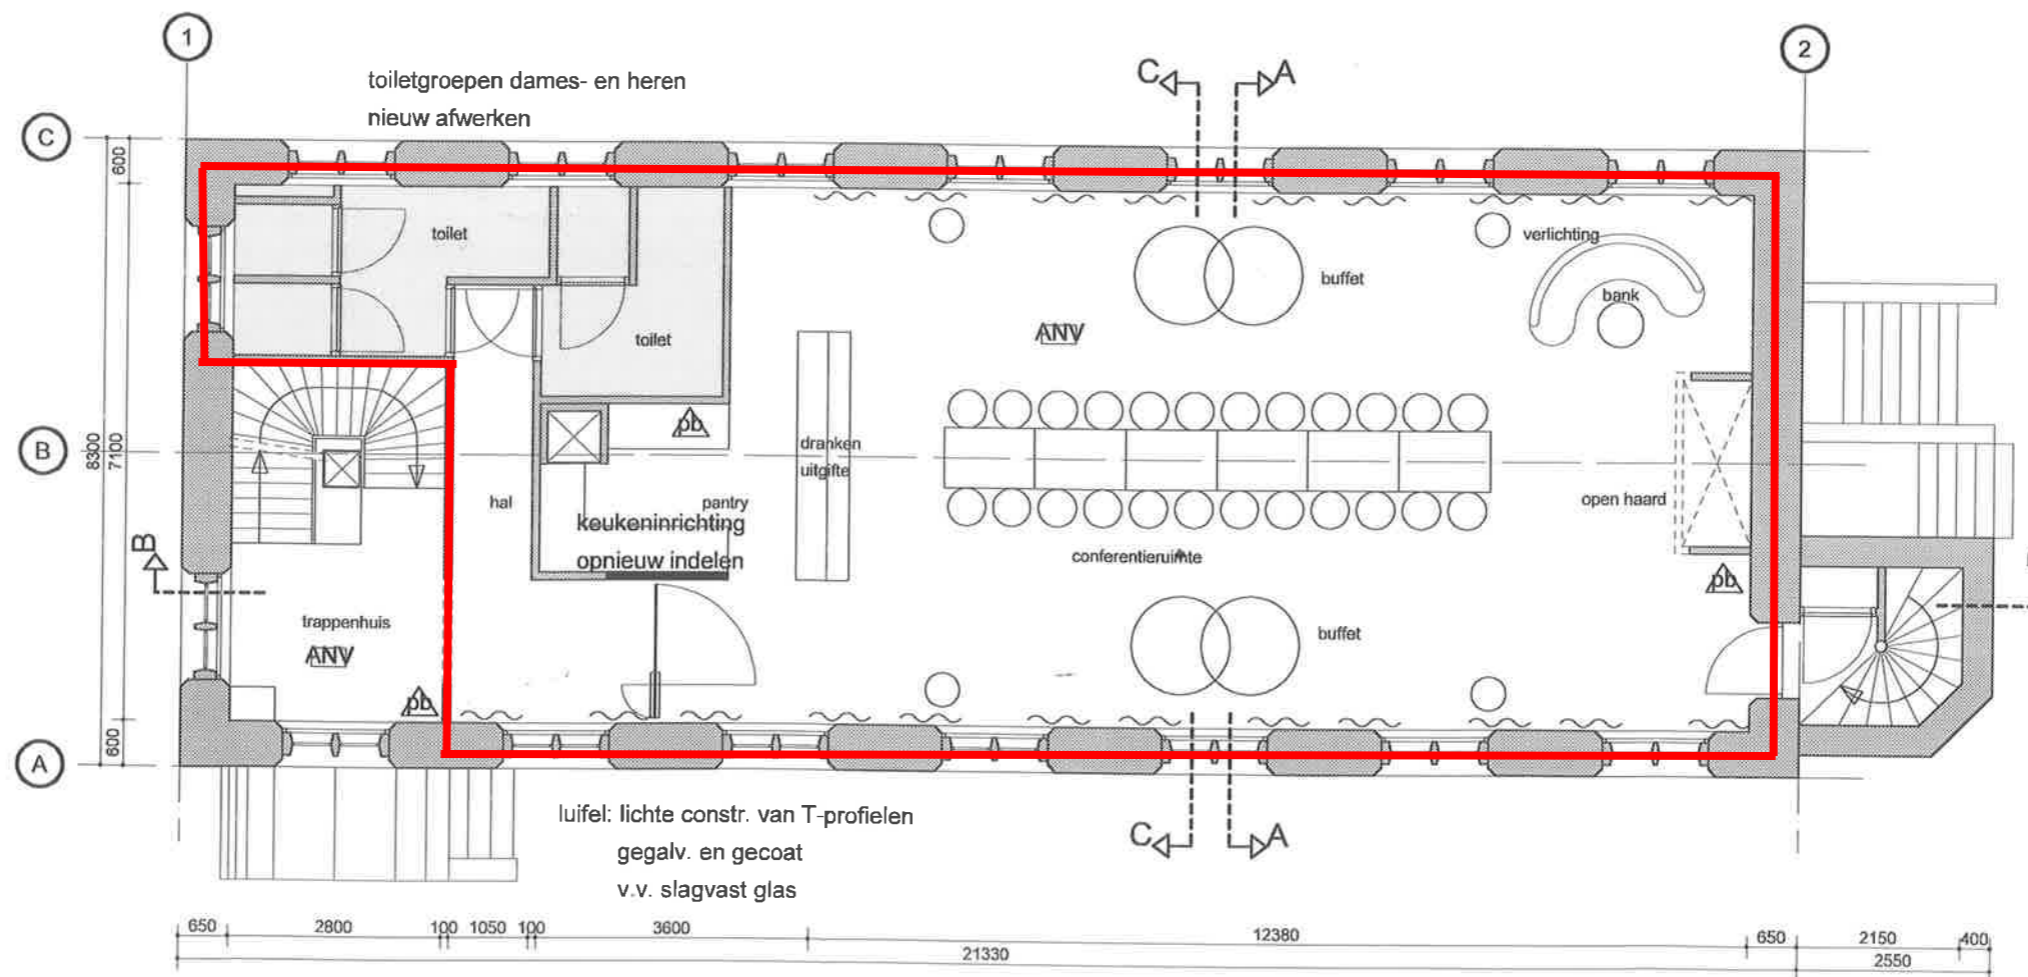 1
2
toiletgroepen dames- en heren
nieuw afwerken
C
A
C
600
toilet
verlichting
buffet
bank
ANV
toilet
pb
B
8300
7100
dranken
uitgifte
hal
pantry
open haard
keukeninrichting
opnieuw indelen
conferentieruimte
B
pb
trappenhuis
buffet
ANV
pb
600
A
luifel: lichte constr. van T-profielen
gegalv. en gecoat
v.v. slagvast glas
C
A
650
2800
100
1050
100
3600
12380
650
2150
400
21330
2550